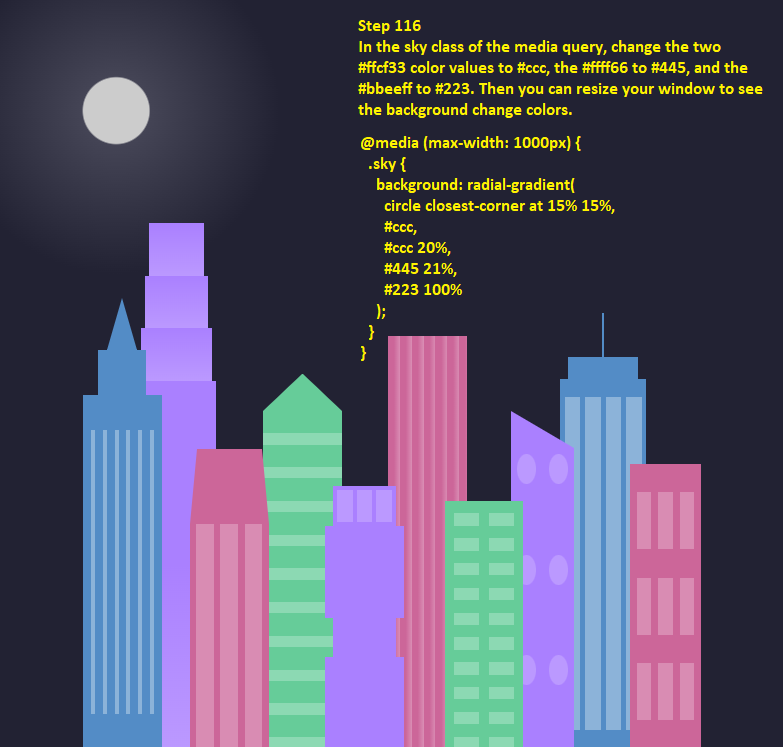 Step 116
In the sky class of the media query, change the two
#ffcf33 color values to #ccc, the #ffff66 to #445, and the
#bbeeff to #223. Then you can resize your window to see
the background change colors.
@media (max-width: 1000px) {
.sky {
background: radial-gradient(
circle closest-corner at 15% 15%,
#ccc,
#ccc 20%,
#445 21%,
#223 100%
);
}
}